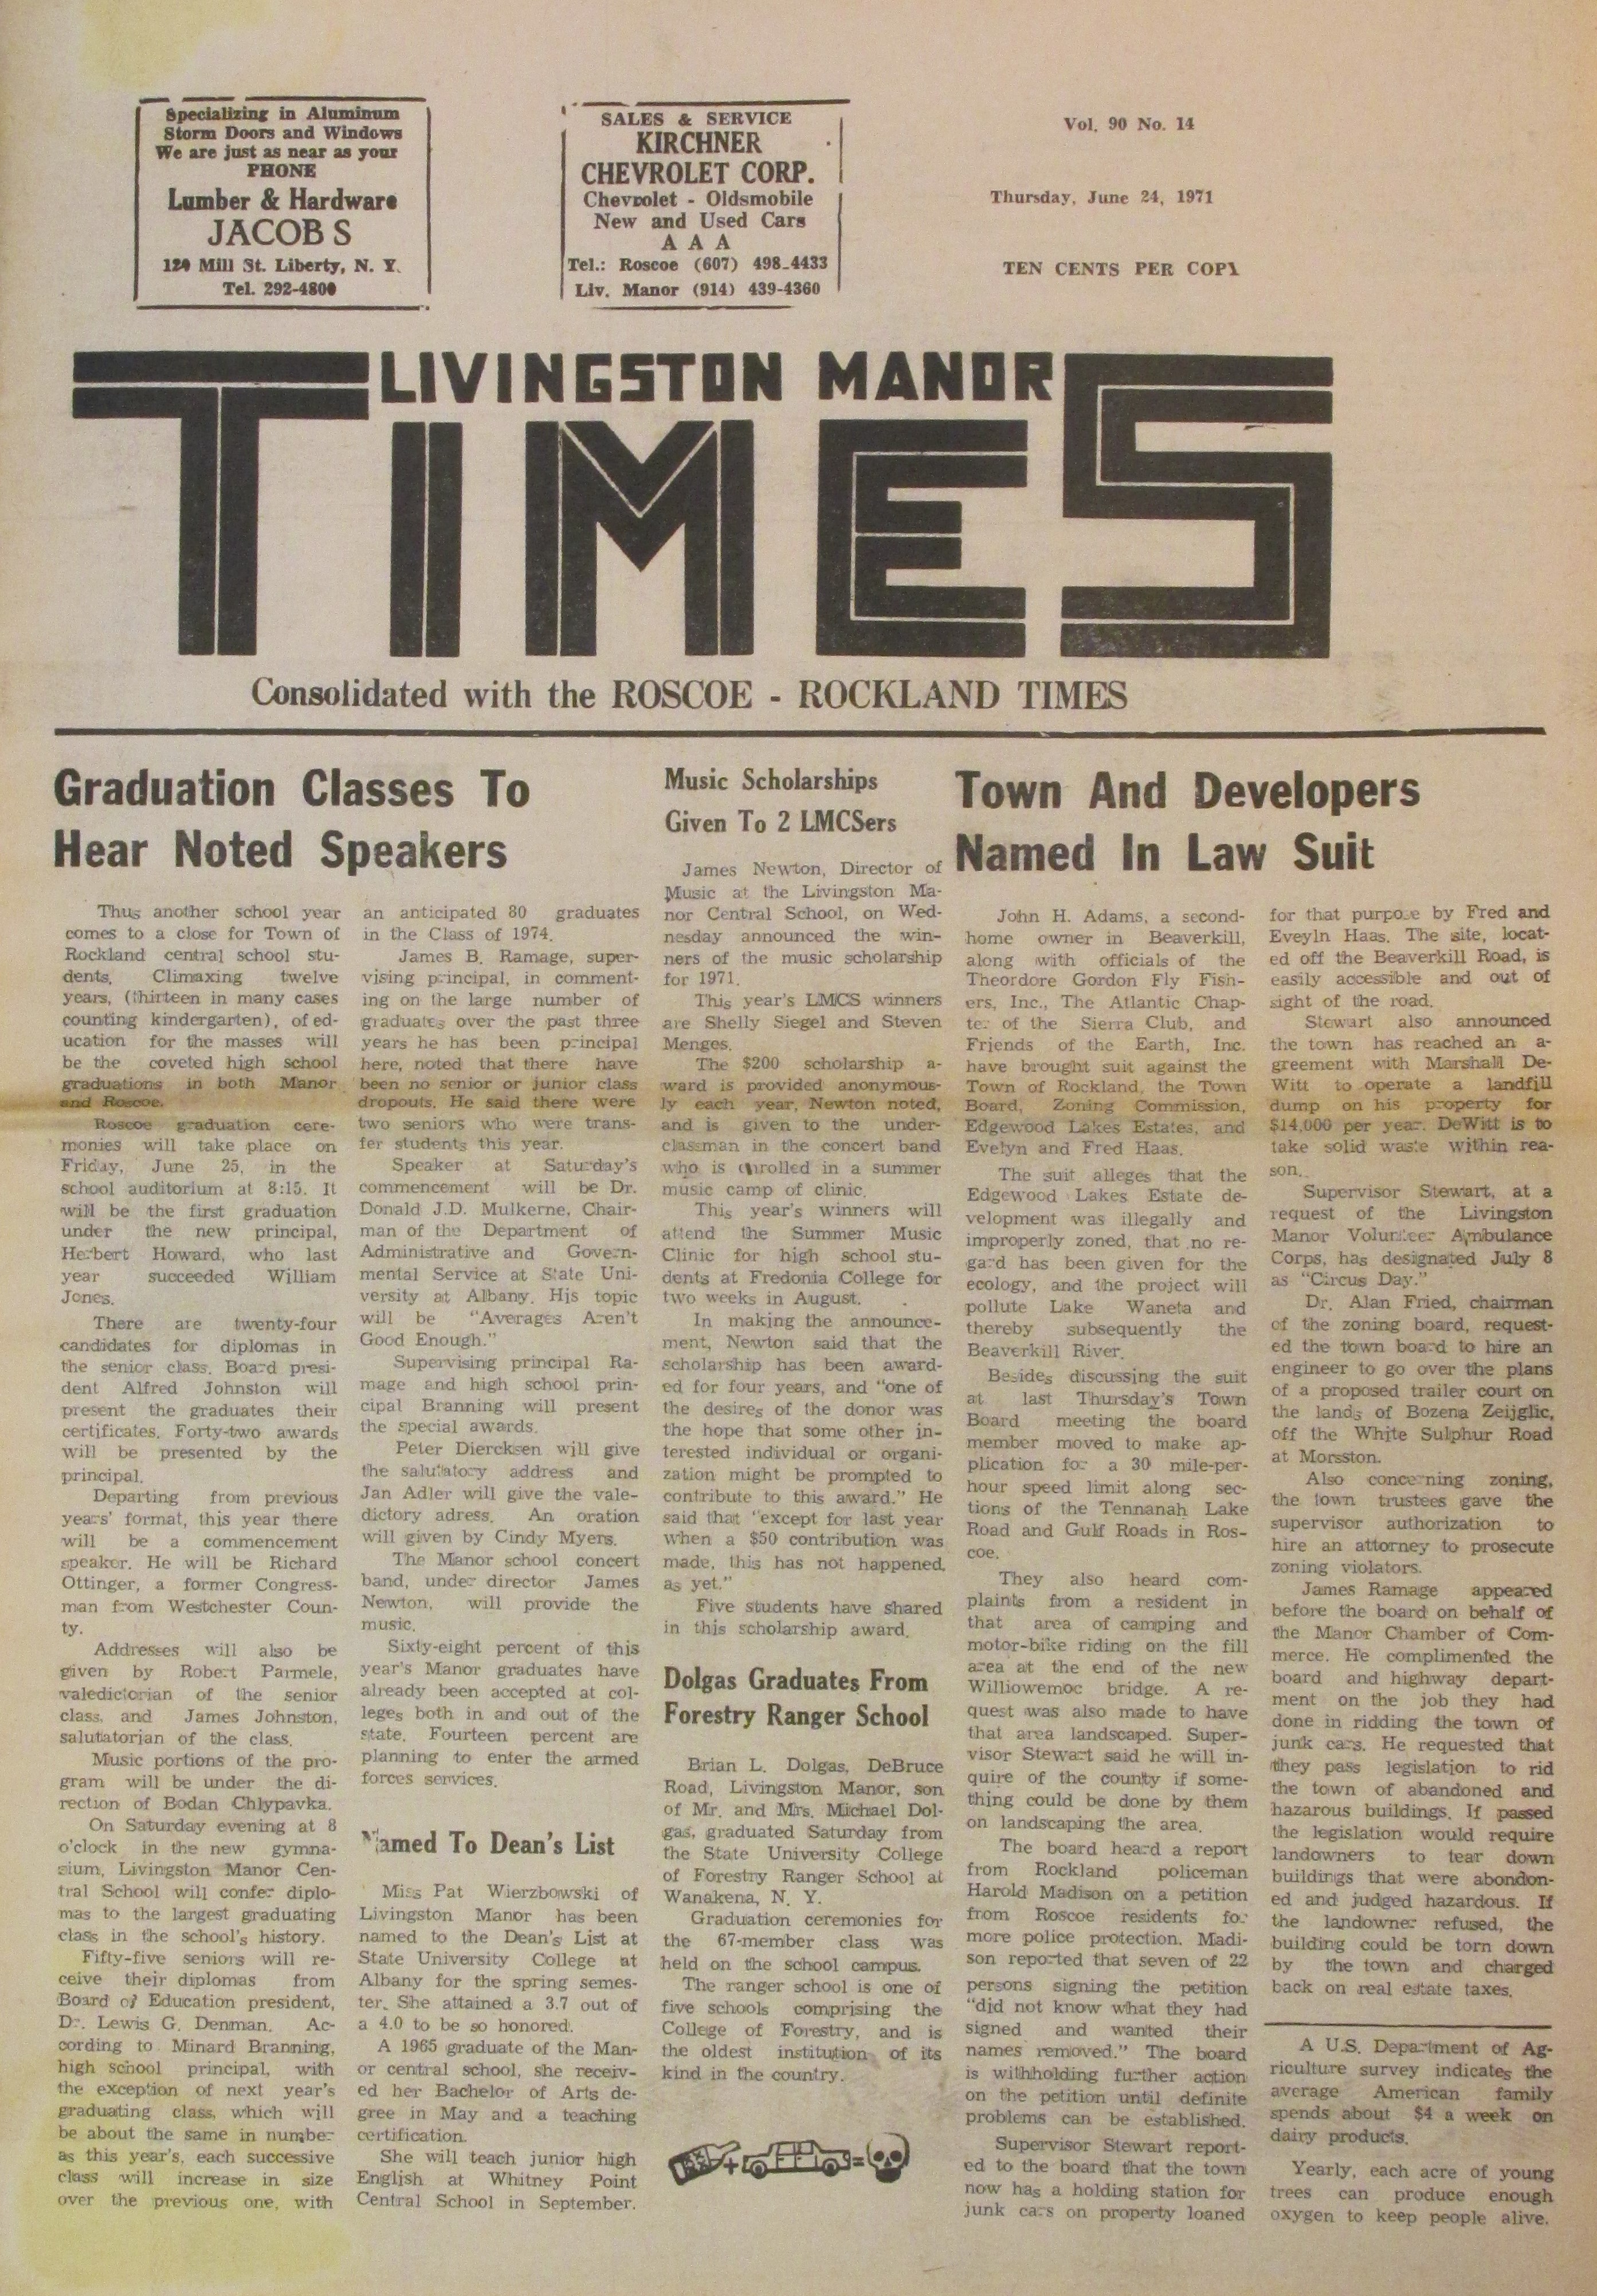 Specializing in Aluminum
Storm Doors and Windows
We are just as near as your
PHONE
Lumber & Hardware
JACOBS
120 Mill St. Liberty, N. Y.
Tel. 292-4800
SALES & SERVICE
KIRCHNER
CHEVROLET CORP.
Chevrolet - Oldsmobile
New and Used Cars
A A A
Tel.: Roscoe (607) 498-4433
Liv. Manor (914) 439-4360
Vol. 90 No. 14
Thursday, June 24, 1971
TEN CENTS PER COPY
LIVINGSTON MANOR
TIMES
Consolidated with the ROSCOE - ROCKLAND TIMES
Graduation Classes To
Hear Noted Speakers
Thus another school year
comes to a close for Town of
Rockland central school stu-
dents. Climaxing twelve
years, (thirteen in many cases
counting kindergarten), of ed-
ucation for the masses will
be the coveted high school
graduations in both Manor
and Roscoe.
Roscoe graduation cere-
monies will take place on
Friday, June 25, in the
school auditorium at 8:15. It
will be the first graduation
under the new principal,
Herbert Howard, who last
year succeeded William
Jones.
There are twenty-four
candidates for diplomas in
the senior class. Board presi-
dent Alfred Johnston will
present the graduates their
certificates. Forty-two awards
will be presented by the
principal.
Departing from previous
years' format, this year there
will be a commencement
speaker. He will be Richard
Ottinger, a former Congress-
man from Westchester Coun-
ty.
Addresses will also be
given by Robert Parmele,
valedictorian of the senior
class, and James Johnston,
salutatorian of the class.
Music portions of the pro-
gram will be under the di-
rection of Bodan Chlypavka.
On Saturday evening at 8
o'clock in the new gymna-
sium, Livingston Manor Cen-
tral School will confer diplo-
mas to the largest graduating
class in the school's history.
Fifty-five seniors will re-
ceive their diplomas from
Board of Education president,
Dr. Lewis G. Denman. Ac-
cording to Minard Branning,
high school principal, with
the exception of next year's
graduating class, which will
be about the same in number
as this year's, each successive
class will increase in size
over the previous one, with
an anticipated 80 graduates
in the Class of 1974.
James B. Ramage, super-
vising principal, in comment-
ing on the large number of
graduates over the past three
years he has been principal
here, noted that there have
been no senior or junior class
dropouts. He said there were
two seniors who were trans-
fer students this year.
Speaker at Saturday's
commencement will be Dr.
Donald J.D. Mulkerne, Chair-
man of the Department of
Administrative and Govern-
mental Service at State Uni-
versity at Albany. His topic
will be "Averages Aren't
Good Enough."
Supervising principal Ra-
mage and high school prin-
cipal Branning will present
the special awards.
Peter Diercksen will give
the salutatory address and
Jan Adler will give the vale-
dictory adress. An oration
will given by Cindy Myers.
The Manor school concert
band, under director James
Newton, will provide the
music.
Sixty-eight percent of this
year's Manor graduates have
already been accepted at col-
leges both in and out of the
state. Fourteen percent are
planning to enter the armed
forces services.
Named To Dean's List
Miss Pat Wierzbowski of
Livingston Manor has been
named to the Dean's List at
State University College at
Albany for the spring semes-
ter. She attained a 3.7 out of
a 4.0 to be so honored.
A 1965 graduate of the Man-
or central school, she receiv-
ed her Bachelor of Arts de-
gree in May and a teaching
certification.
She will teach junior high
English at Whitney Point
Central School in September.
Music Scholarships
Given To 2 LMCSers
James Newton, Director of
Music at the Livingston Ma-
nor Central School, on Wed-
nesday announced the win-
ners of the music scholarship
for 1971.
This year's LMCS winners
are Shelly Siegel and Steven
Menges.
The $200 scholarship a-
ward is provided anonymous-
ly each year, Newton noted,
and is given to the under-
classman in the concert band
who is enrolled in a summer
music camp of clinic.
This year's winners will
attend the Summer Music
Clinic for high school stu-
dents at Fredonia College for
two weeks in August.
In making the announce-
ment, Newton said that the
scholarship has been award-
ed for four years, and "one of
the desires of the donor was
the hope that some other in-
terested individual or organi-
zation might be prompted to
contribute to this award." He
said that "except for last year
when a $50 contribution was
made, this has not happened,
as yet."
Five students have shared
in this scholarship award.
Dolgas Graduates From
Forestry Ranger School
Brian L. Dolgas, DeBruce
Road, Livingston Manor, son
of Mr. and Mrs. Michael Dol-
gas, graduated Saturday from
the State University College
of Forestry Ranger School at
Wanakena, N. Y.
Graduation ceremonies for
the 67-member class was
held on the school campus.
The ranger school is one of
five schools comprising the
College of Forestry, and is
the oldest institution of its
kind in the country.
Town And Developers
Named In Law Suit
John H. Adams, a second-
home owner in Beaverkill,
along with officials of the
Theordore Gordon Fly Fish-
ers, Inc., The Atlantic Chap-
ter of the Sierra Club, and
Friends of the Earth, Inc.
have brought suit against the
Town of Rockland, the Town
Board, Zoning Commission,
Edgewood Lakes Estates, and
Evelyn and Fred Haas.
The suit alleges that the
Edgewood Lakes Estate de-
velopment was illegally and
improperly zoned, that no re-
gard has been given for the
ecology, and the project will
pollute Lake Waneta and
thereby subsequently the
Beaverkill River.
Besides discussing the suit
at last Thursday's Town
Board meeting the board
member moved to make ap-
plication for a 30 mile-per-
hour speed limit along sec-
tions of the Tennanah Lake
Road and Gulf Roads in Ros-
coe.
They also heard com-
plaints from a resident in
that area of camping and
motor-bike riding on the fill
area at the end of the new
Williowemoc bridge. A re-
quest was also made to have
that area landscaped. Super-
visor Stewart said he will in-
quire of the county if some-
thing could be done by them
on landscaping the area.
The board heard a report
from Rockland policeman
Harold Madison on a petition
from Roscoe residents for
more police protection. Madi-
son reported that seven of 22
persons signing the petition
"did not know what they had
signed and wanted their
names removed." The board
is withholding further action
on the petition until definite
problems can be established.
Supervisor Stewart report-
ed to the board that the town
now has a holding station for
junk cars on property loaned
for that purpose by Fred and
Eveyln Haas. The site, locat-
ed off the Beaverkill Road, is
easily accessible and out of
sight of the road.
Stewart also announced
the town has reached an a-
greement with Marshall De-
Witt to operate a landfill
dump on his property for
$14,000 per year. DeWitt is to
take solid waste within rea-
son.
Supervisor Stewart, at a
request of the Livingston
Manor Volunteer Ambulance
Corps, has designated July 8
as "Circus Day."
Dr. Alan Fried, chairman
of the zoning board, request-
ed the town board to hire an
engineer to go over the plans
of a proposed trailer court on
the lands of Bozena Zeijglic,
off the White Sulphur Road
at Morsston.
Also concerning zoning,
the town trustees gave the
supervisor authorization to
hire an attorney to prosecute
zoning violators.
James Ramage appeared
before the board on behalf of
the Manor Chamber of Com-
merce. He complimented the
board and highway depart-
ment on the job they had
done in ridding the town of
junk cars. He requested that
they pass legislation to rid
the town of abandoned and
hazarous buildings. If passed
the legislation would require
landowners to tear down
buildings that were abondon-
ed and judged hazardous. If
the landowner refused, the
building could be torn down
by the town and charged
back on real estate taxes.
A U.S. Department of Ag-
riculture survey indicates the
average American family
spends about $4 a week on
dairy products.
Yearly, each acre of young
trees can produce enough
oxygen to keep people alive.